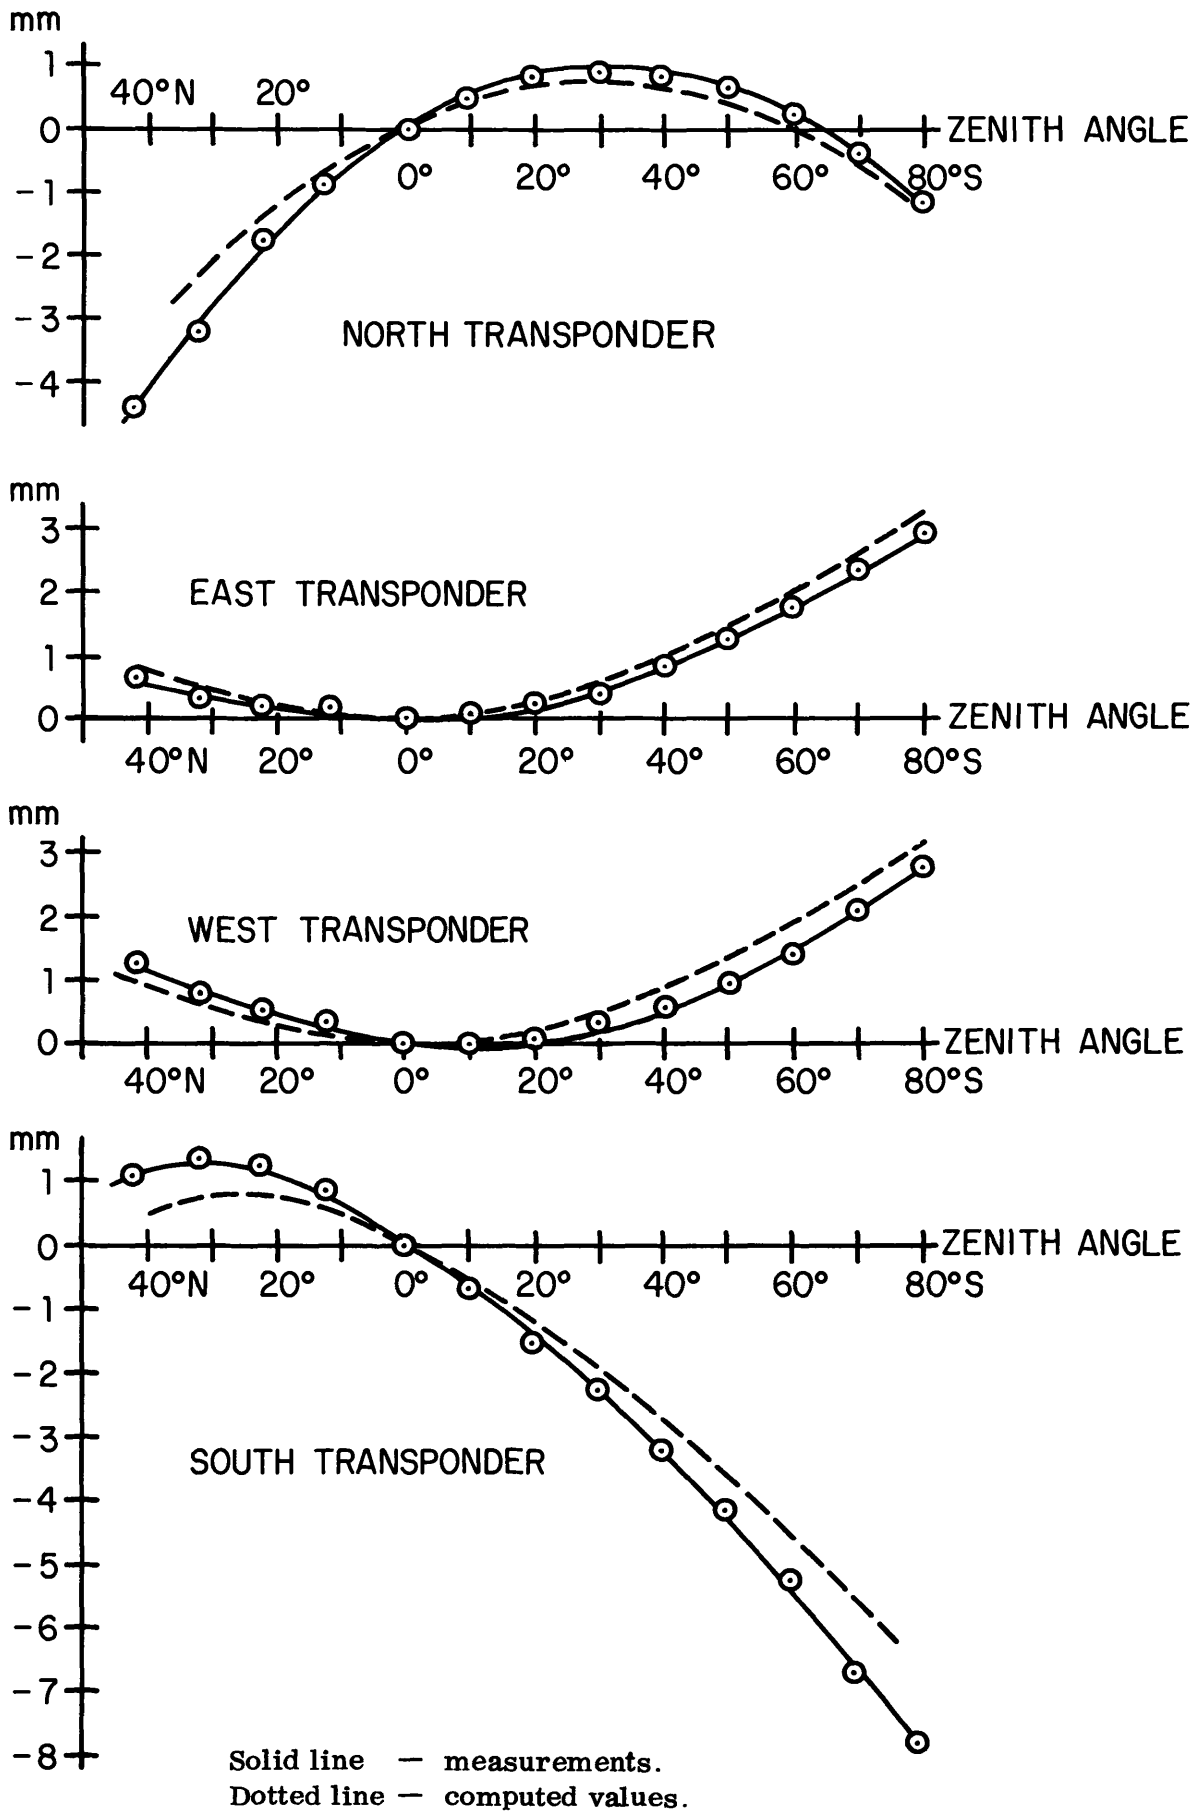 mm
1
40°N 20°
0 ZENITH ANGLE
0° 20° 40° 60° 80°S
-1
-2
-3
NORTH TRANSPONDER
-4
mm
3
2
EAST TRANSPONDER
1
0 ZENITH ANGLE
40°N 20° 0° 20° 40° 60° 80°S
mm
3
2
WEST TRANSPONDER
1
0 ZENITH ANGLE
40°N 20° 0° 20° 40° 60° 80°S
mm
1
0 ZENITH ANGLE
40°N 20° 0° 20° 40° 60° 80°S
-1
-2
-3
SOUTH TRANSPONDER
-4
-5
-6
-7
-8
Solid line — measurements.
Dotted line — computed values.